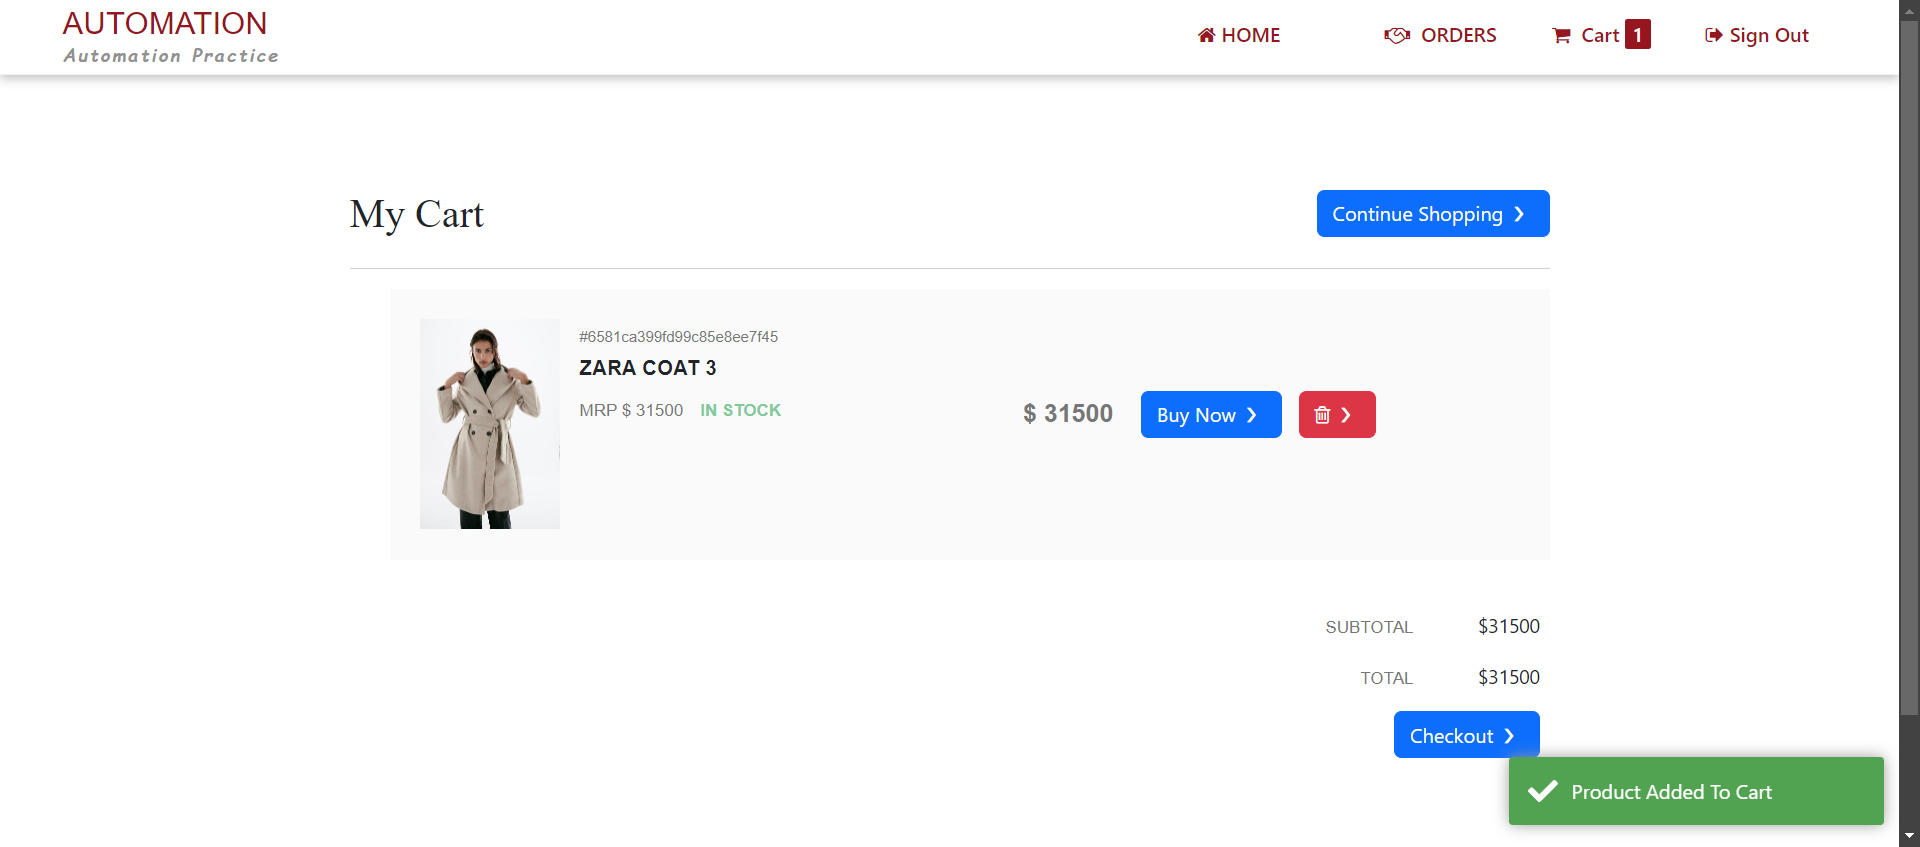 AUTOMATION
Automation Practice
HOME
ORDERS
Cart 1
Sign Out
My Cart
Continue Shopping ❯
#6581ca399fd99c85e8ee7f45
ZARA COAT 3
MRP $ 31500 IN STOCK
$ 31500
Buy Now ❯
❯
SUBTOTAL $31500
TOTAL $31500
Checkout ❯
Product Added To Cart